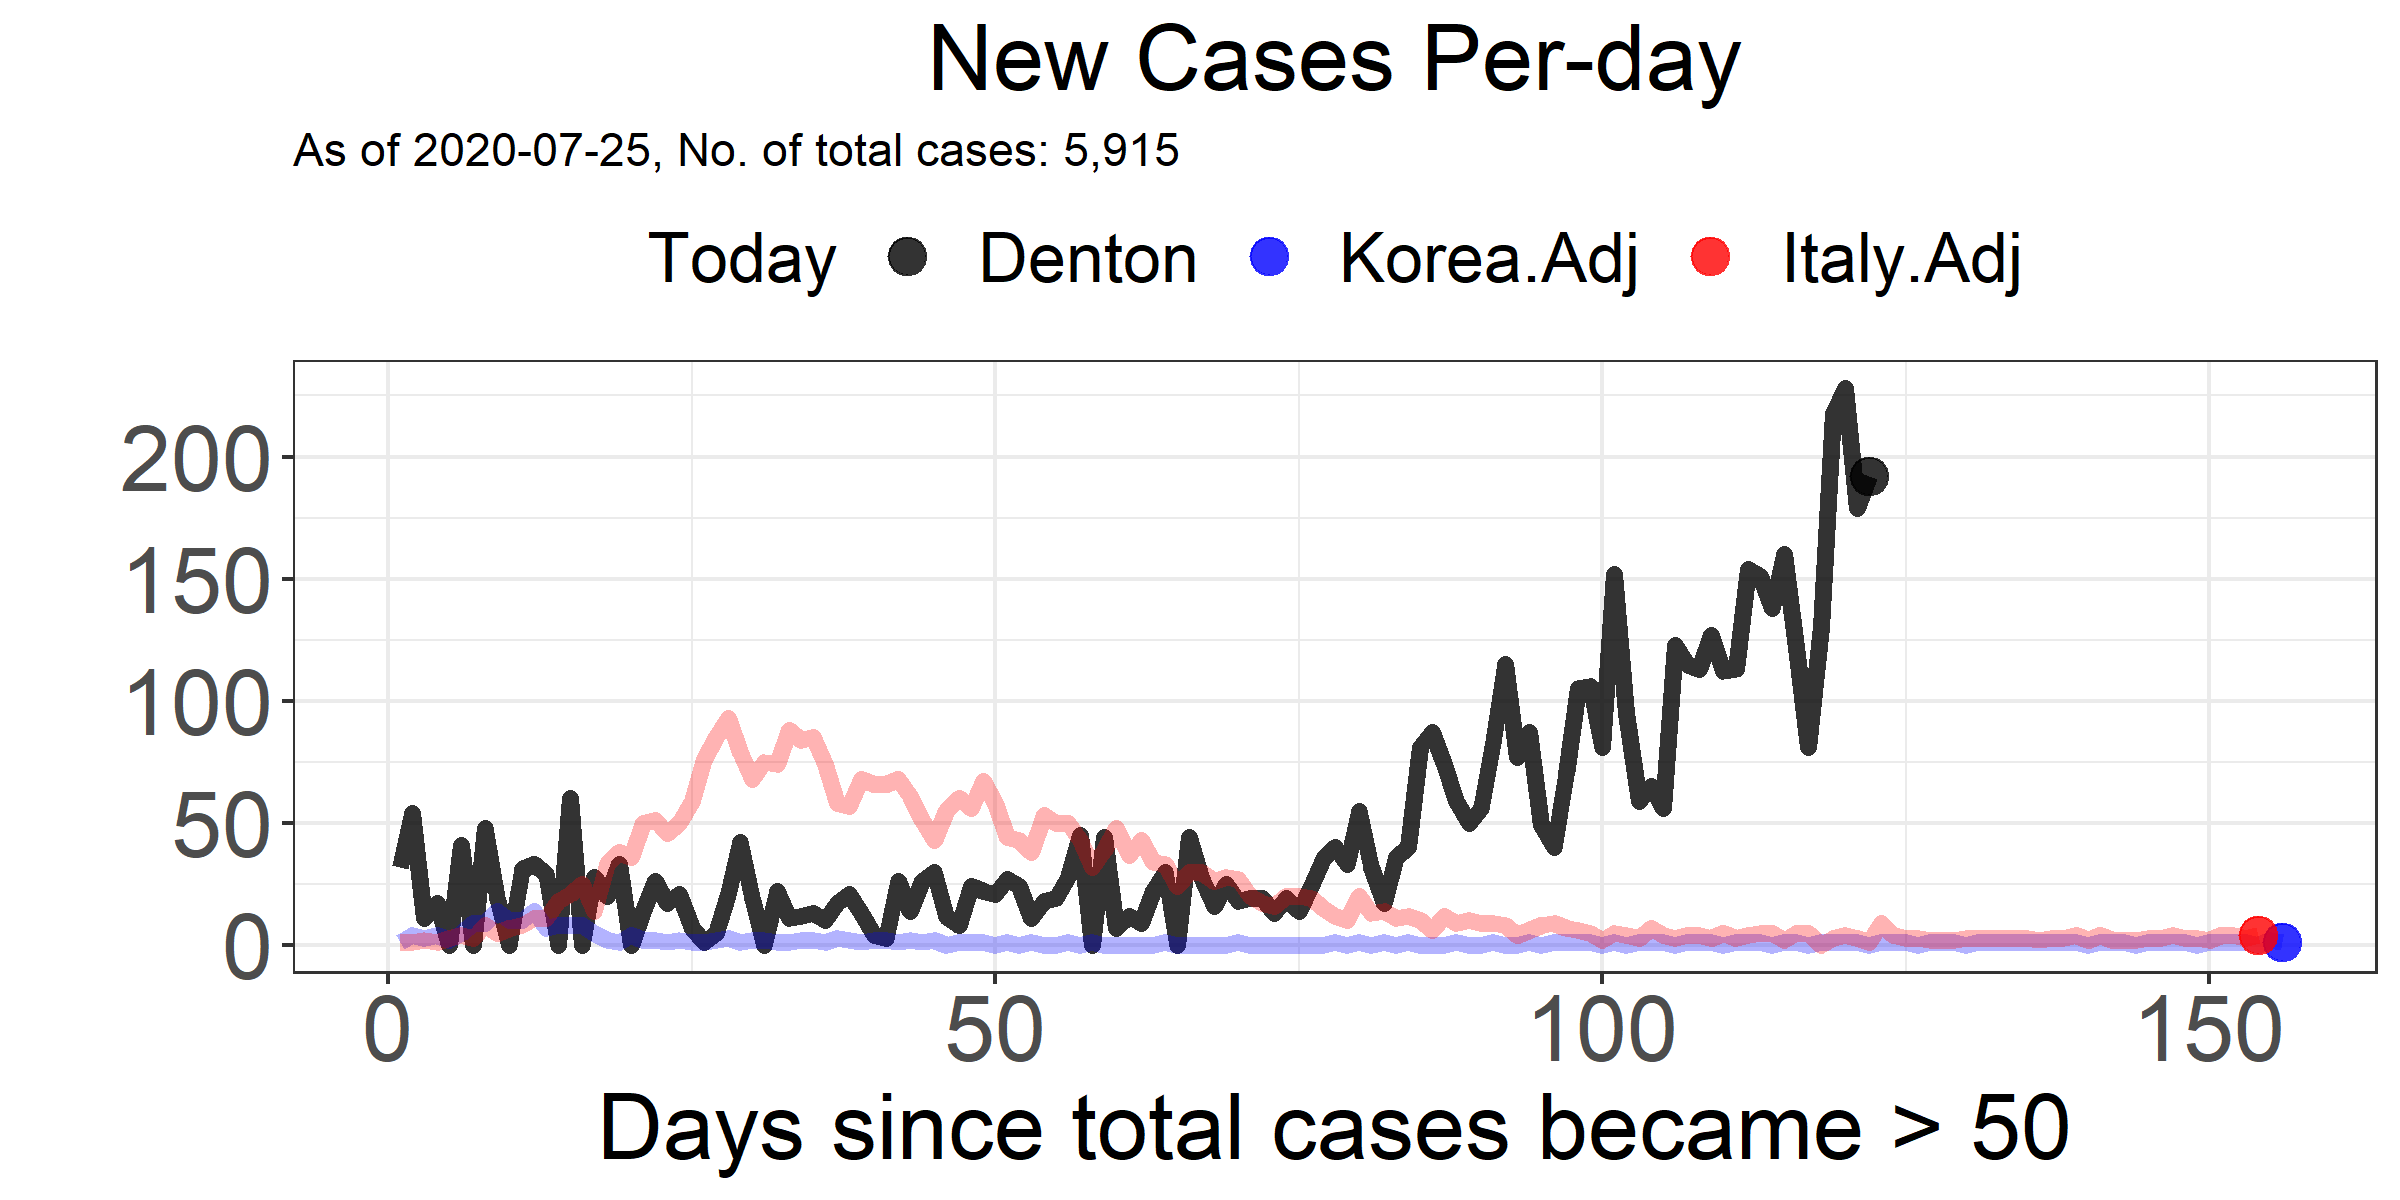 New Cases Per-day
As of 2020-07-25, No. of total cases: 5,915
Today Denton Korea.Adj Italy.Adj
200
150
100
50
0
0 50 100 150
Days since total cases became > 50